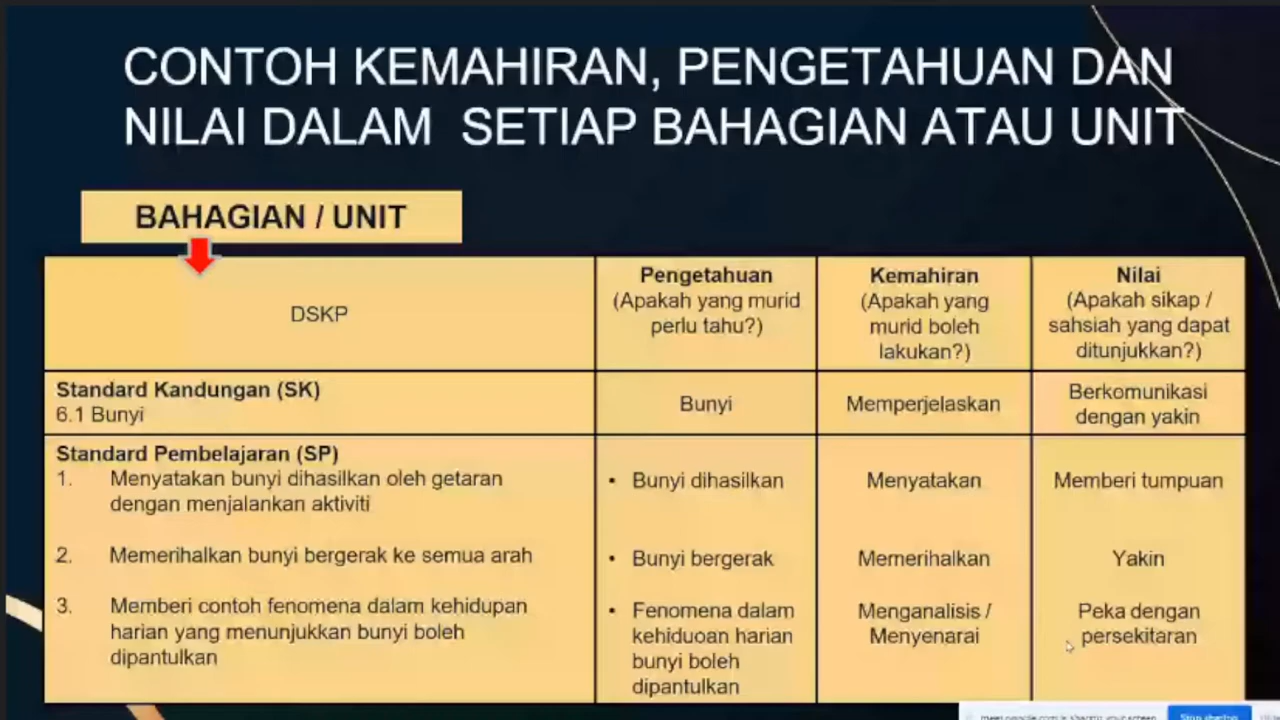 CONTOH KEMAHIRAN, PENGETAHUAN DAN
NILAI DALAM SETIAP BAHAGIAN ATAU UNIT
BAHAGIAN / UNIT
DSKP
Pengetahuan
(Apakah yang murid
perlu tahu?)
Kemahiran
(Apakah yang
murid boleh
lakukan?)
Nilai
(Apakah sikap /
sahsiah yang dapat
ditunjukkan?)
Standard Kandungan (SK)
6.1 Bunyi
Bunyi
Memperjelaskan
Berkomunikasi
dengan yakin
Standard Pembelajaran (SP)
1. Menyatakan bunyi dihasilkan oleh getaran
dengan menjalankan aktiviti
• Bunyi dihasilkan
Menyatakan
Memberi tumpuan
2. Memerihalkan bunyi bergerak ke semua arah
• Bunyi bergerak
Memerihalkan
Yakin
3. Memberi contoh fenomena dalam kehidupan
harian yang menunjukkan bunyi boleh
dipantulkan
• Fenomena dalam
kehiduoan harian
bunyi boleh
dipantulkan
Menganalisis /
Menyenarai
Peka dengan
persekitaran